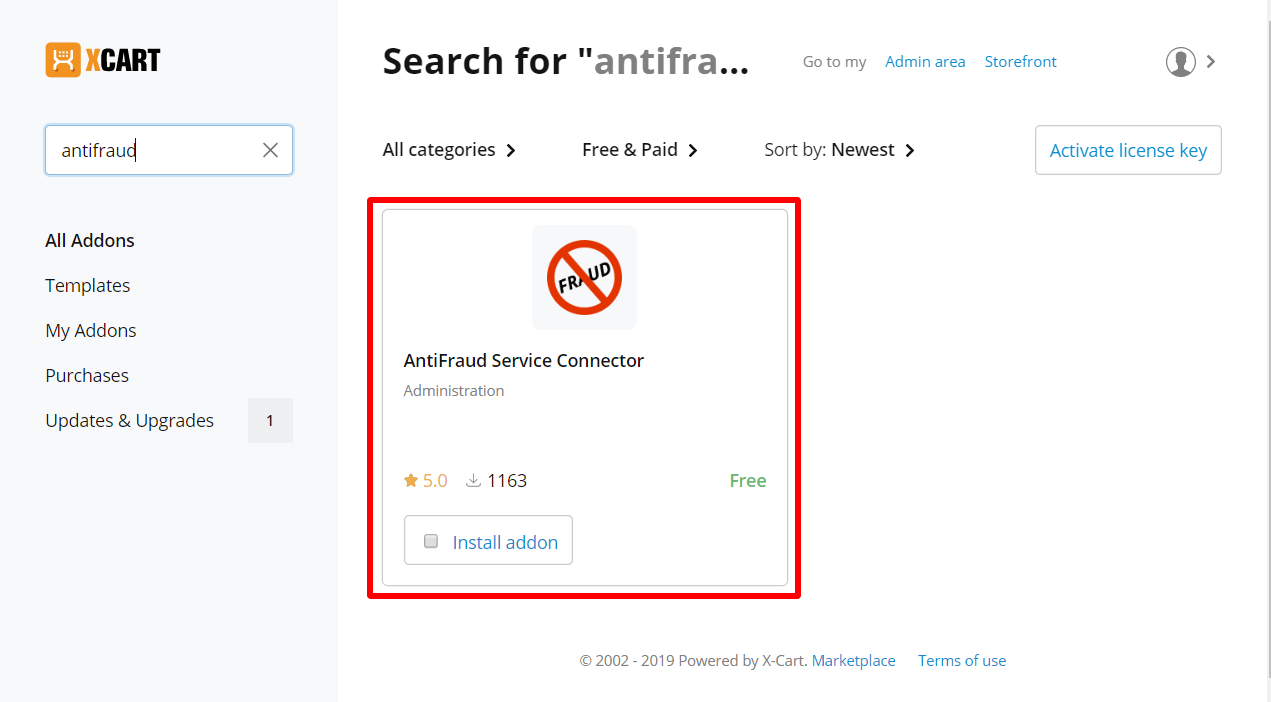 XCART
Search for "antifra...
Go to my Admin area Storefront
antifraud
All categories Free & Paid Sort by: Newest Activate license key
All Addons
Templates
My Addons
Purchases
Updates & Upgrades 1
FRAUD
AntiFraud Service Connector
Administration
5.0 1163 Free
Install addon
© 2002 - 2019 Powered by X-Cart. Marketplace Terms of use